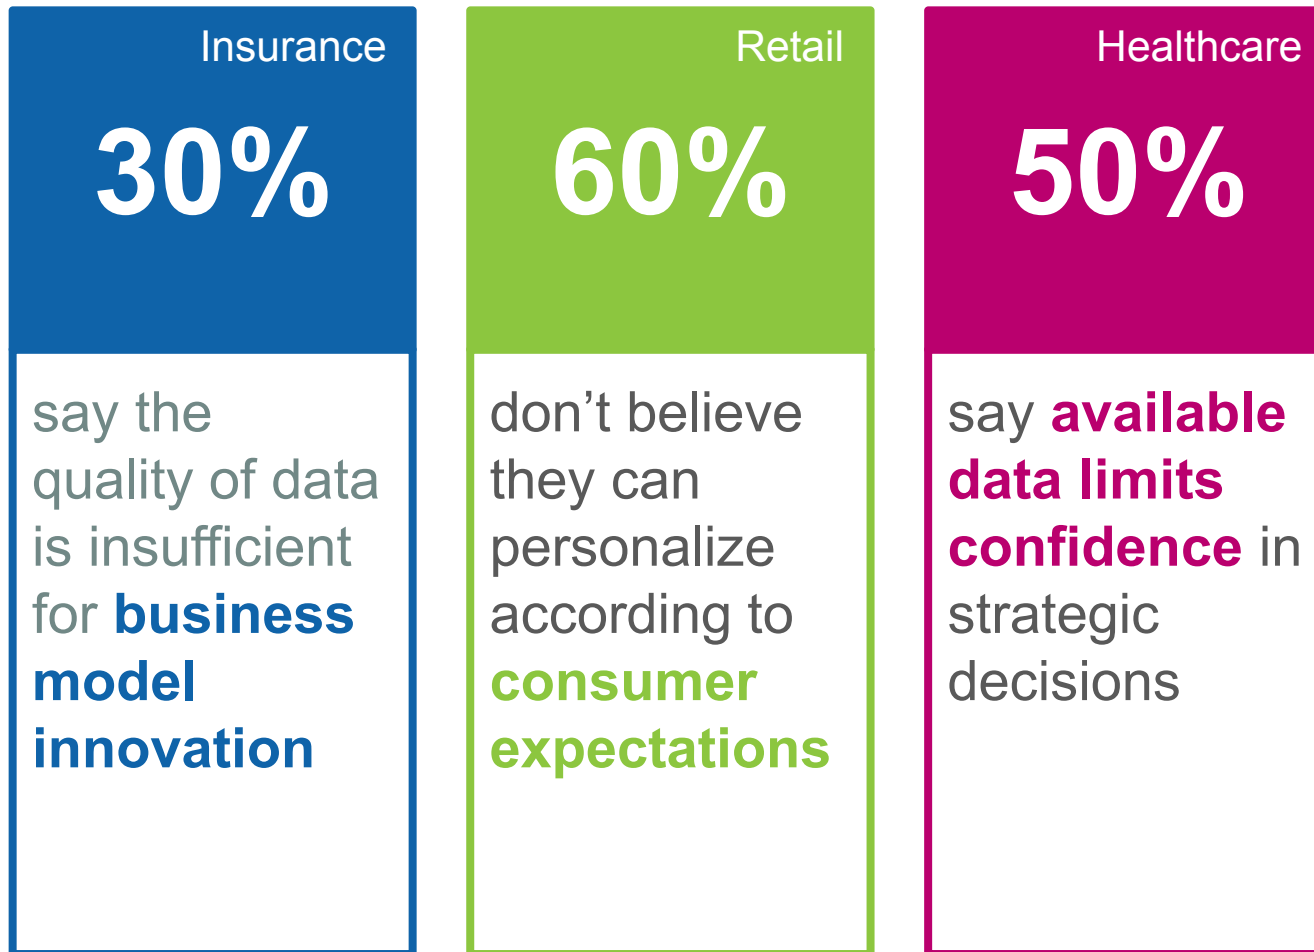 Insurance
30%
say the
quality of data
is insufficient
for business
model
innovation
Retail
60%
don’t believe
they can
personalize
according to
consumer
expectations
Healthcare
50%
say available
data limits
confidence in
strategic
decisions